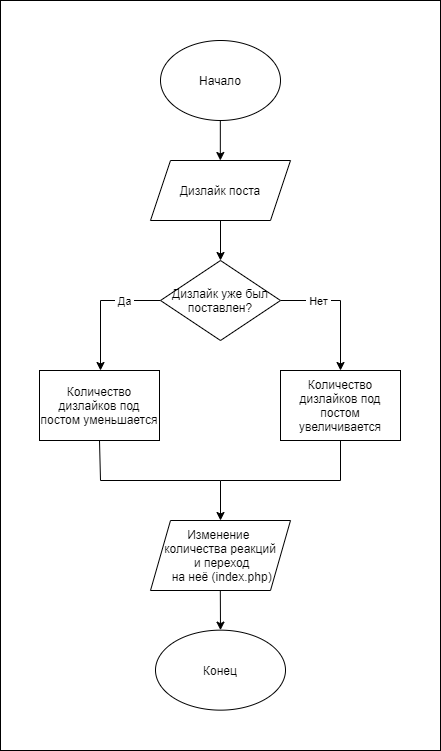 Начало
Дизлайк поста
Дизлайк уже был
поставлен?
Да
Нет
Количество
дизлайков под
постом уменьшается
Количество
дизлайков под
постом
увеличивается
Изменение
количества реакций
и переход
на неё (index.php)
Конец